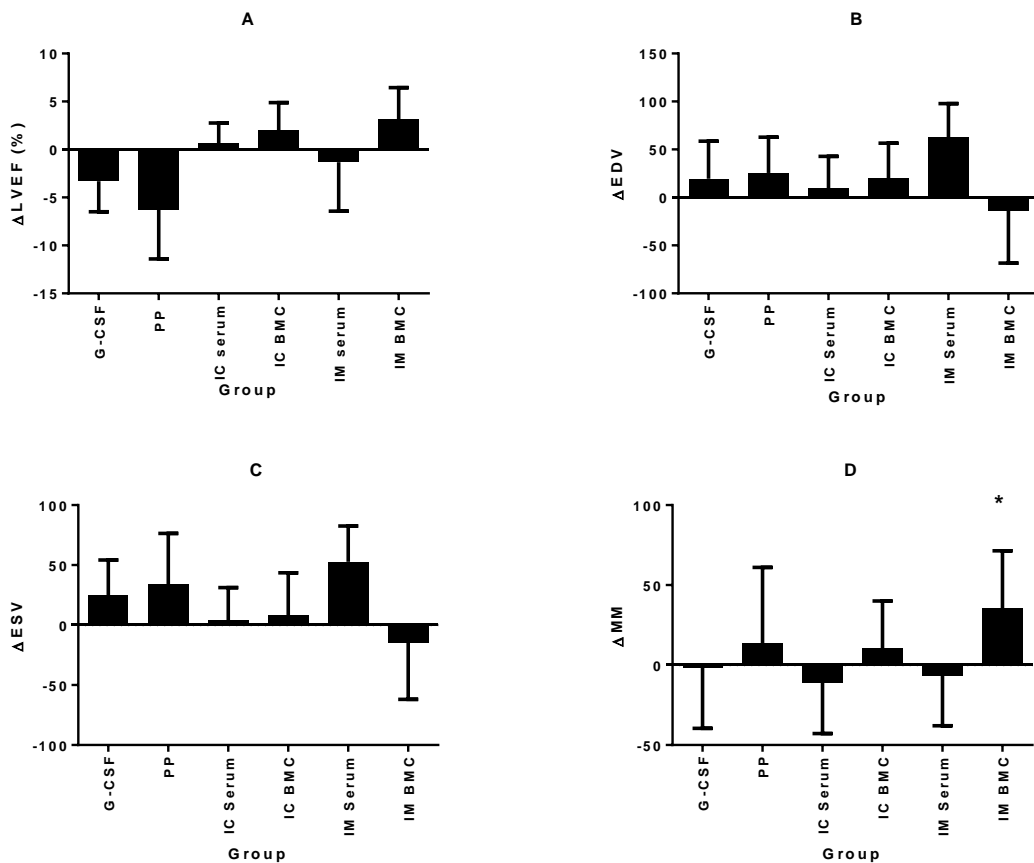 A
ΔLVEF (%)
10
5
0
-5
-10
-15
G-CSF
PP
IC serum
IC BMC
IM serum
IM BMC
Group
B
ΔEDV
150
100
50
0
-50
-100
G-CSF
PP
IC Serum
IC BMC
IM Serum
IM BMC
Group
C
ΔESV
100
50
0
-50
-100
G-CSF
PP
IC Serum
IC BMC
IM Serum
IM BMC
Group
D
*
ΔMM
100
50
0
-50
G-CSF
PP
IC Serum
IC BMC
IM Serum
IM BMC
Group